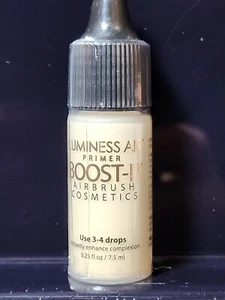 LUMINESS AI
PRIMER
BOOST-I
AIRBRUSH
COSMETICS
Use 3-4 drops
instantly enhance complexion
0.25 fl oz / 7.5 ml